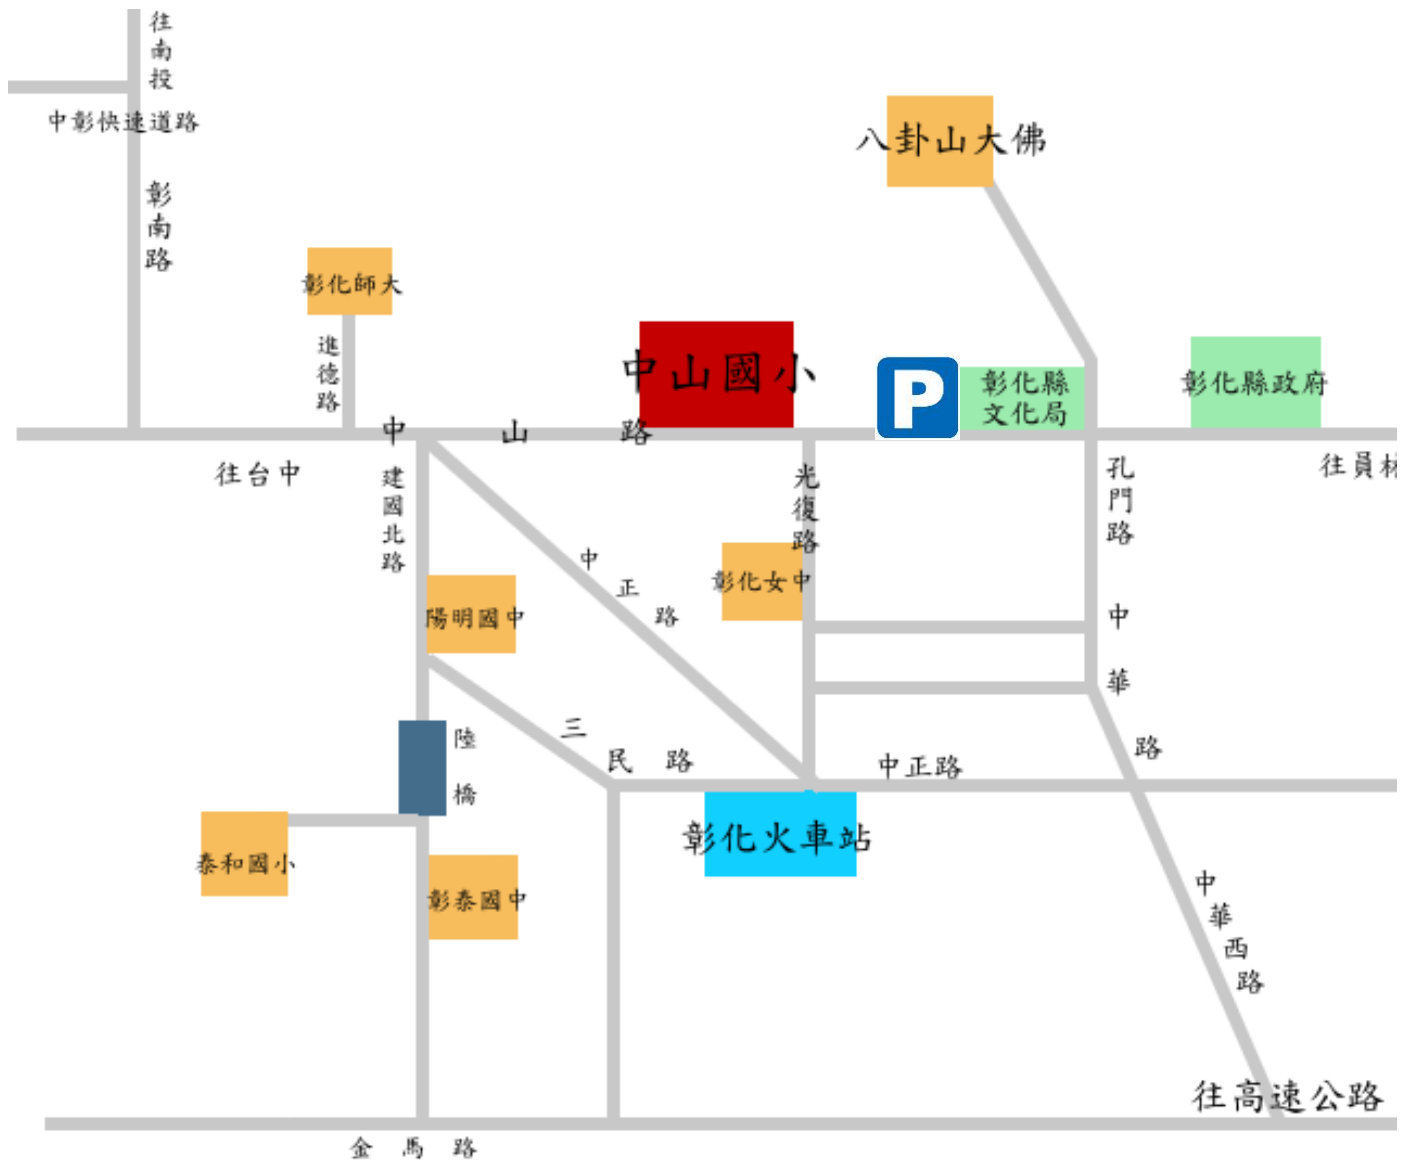 往南投
中彰快速道路
彰南路
八卦山大佛
彰化師大
進德路
中山國小
P
彰化縣
文化局
彰化縣政府
中山路
往台中
往員林
建國北路
光復路
孔門路
中正路
彰化女中
陽明國中
中華路
三民路
陸橋
中正路
彰化火車站
泰和國小
彰泰國中
中華西路
往高速公路
金馬路